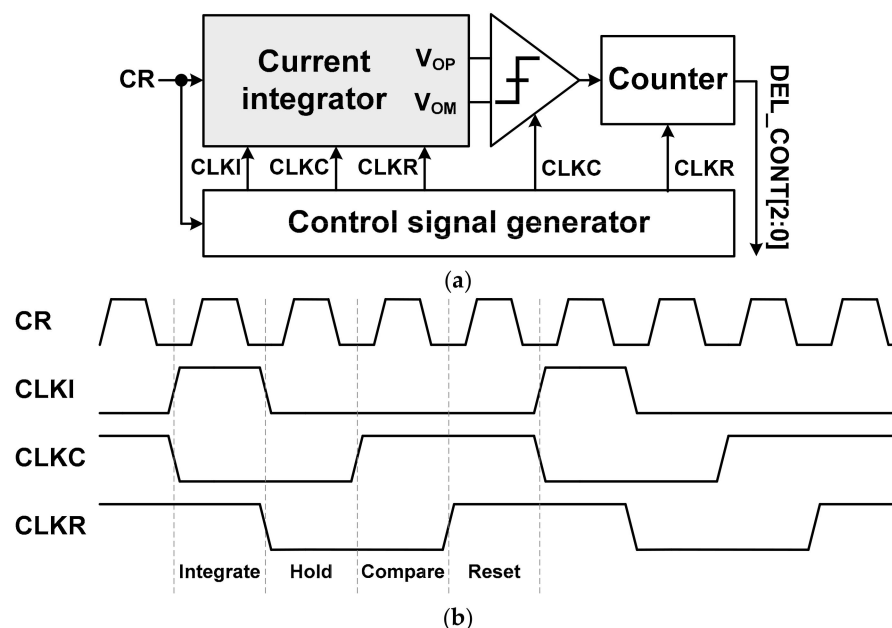 CR
Current
integrator
VOP
VOM
Counter
DEL_CONT[2:0]
CLKI
CLKC
CLKR
CLKC
CLKR
Control signal generator
(a)
CR
CLKI
CLKC
CLKR
Integrate
Hold
Compare
Reset
(b)